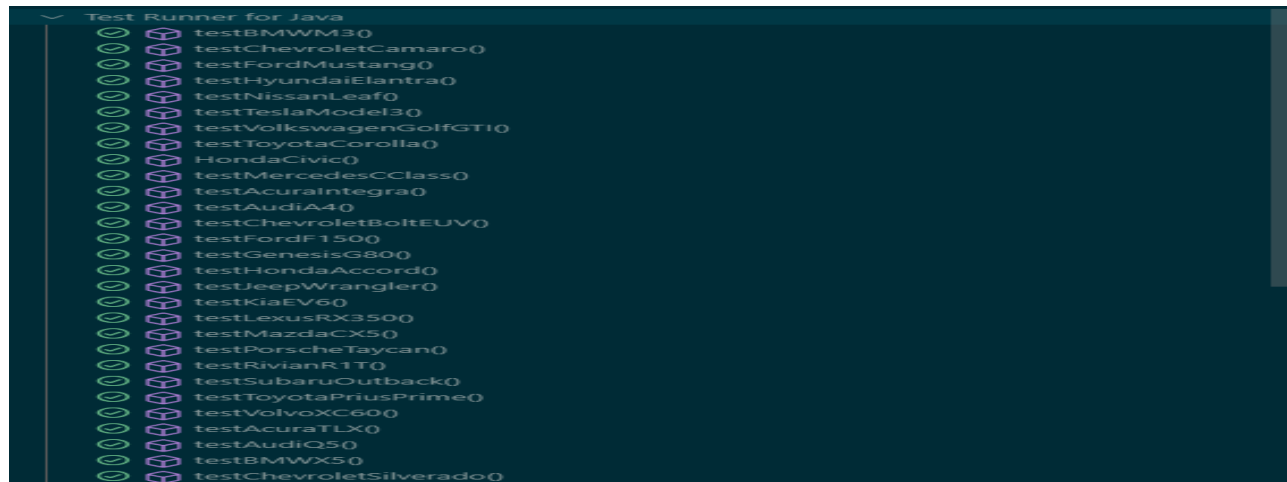 Test Runner for Java
testBMWM3()
testChevroletCamaro()
testFordMustang()
testHyundaiElantra()
testNissanLeaf()
testTeslaModel3()
testVolkswagenGolfGTI()
testToyotaCorolla()
HondaCivic()
testMercedesCClass()
testAcuraIntegra()
testAudiA4()
testChevroletBoltEUV()
testFordF150()
testGenesisG80()
testHondaAccord()
testJeepWrangler()
testKiaEV6()
testLexusRX350()
testMazdaCX5()
testPorscheTaycan()
testRivianR1T()
testSubaruOutback()
testToyotaPriusPrime()
testVolvoXC60()
testAcuraTLX()
testAudiQ5()
testBMWX5()
testChevroletSilverado()